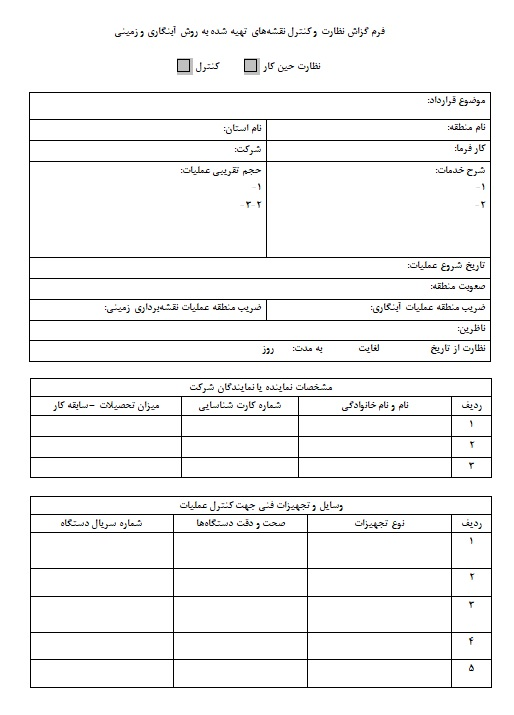 فرم گزاش نظارت و کنترل نقشه‌های تهیه شده به روش آبنگاری و زمینی
نظارت حین کار کنترل
موضوع قرارداد:
نام منطقه: نام استان:
کار فرما: شرکت:
شرح خدمات: حجم تقریبی عملیات:
۱- ۱-
۲- ۲-۳-
تاریخ شروع عملیات:
صعوبت منطقه:
ضریب منطقه عملیات آبنگاری: ضریب منطقه عملیات نقشه‌برداری زمینی:
ناظرین:
نظارت از تاریخ لغایت به مدت: روز
مشخصات نماینده یا نمایندگان شرکت
ردیف نام و نام خانوادگی شماره کارت شناسایی میزان تحصیلات – سابقه کار
۱
۲
۳
وسایل و تجهیزات فنی جهت کنترل عملیات
ردیف نوع تجهیزات صحت و دقت دستگاه‌ها شماره سریال دستگاه
۱
۲
۳
۴
۵